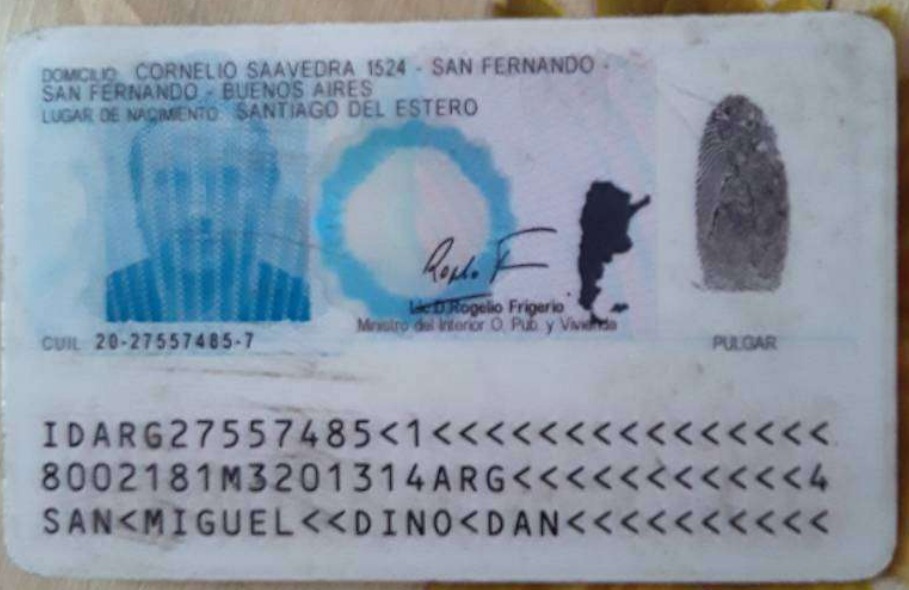 DOMICILIO: CORNELIO SAAVEDRA 1524 - SAN FERNANDO -
SAN FERNANDO - BUENOS AIRES
LUGAR DE NACIMIENTO: SANTIAGO DEL ESTERO
Lic.D.Rogelio Frigerio
Ministro del Interior O. Pub. y Vivienda
CUIL 20-27557485-7
PULGAR
IDARG27557485<1<<<<<<<<<<<<<<<
8002181M3201314ARG<<<<<<<<<<<4
SAN<MIGUEL<<DINO<DAN<<<<<<<<<<